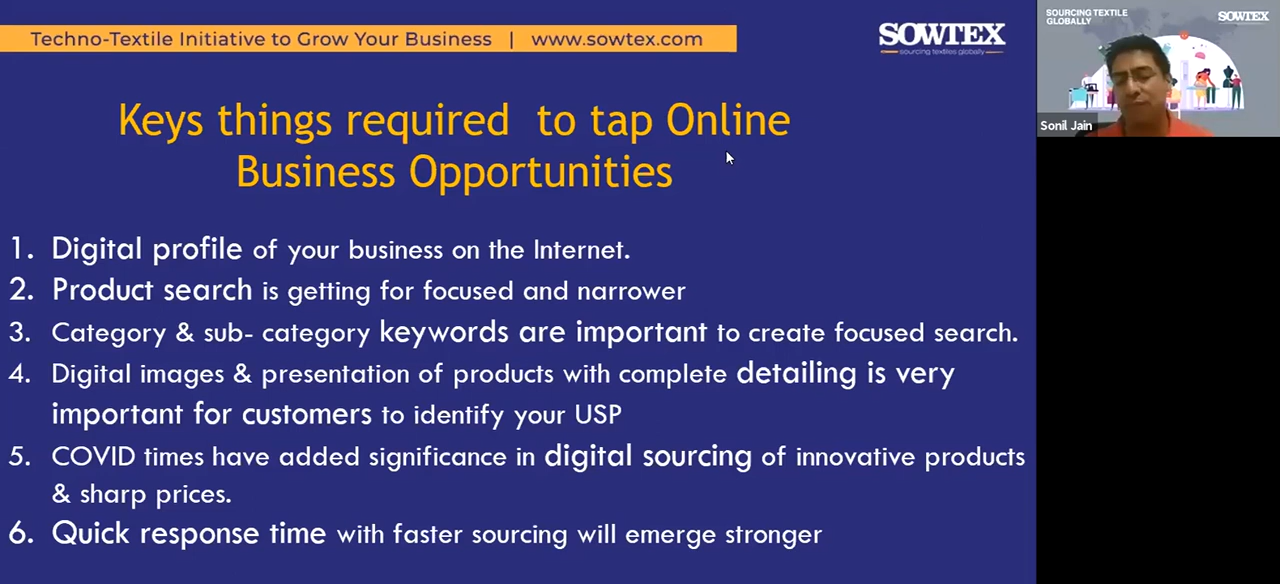 Techno-Textile Initiative to Grow Your Business | www.sowtex.com
SOWTEX
sourcing textiles globally
Keys things required to tap Online
Business Opportunities
1. Digital profile of your business on the Internet.
2. Product search is getting for focused and narrower
3. Category & sub- category keywords are important to create focused search.
4. Digital images & presentation of products with complete detailing is very
important for customers to identify your USP
5. COVID times have added significance in digital sourcing of innovative products
& sharp prices.
6. Quick response time with faster sourcing will emerge stronger
SOURCING TEXTILE
GLOBALLY
SOWTEX
Sonil Jain